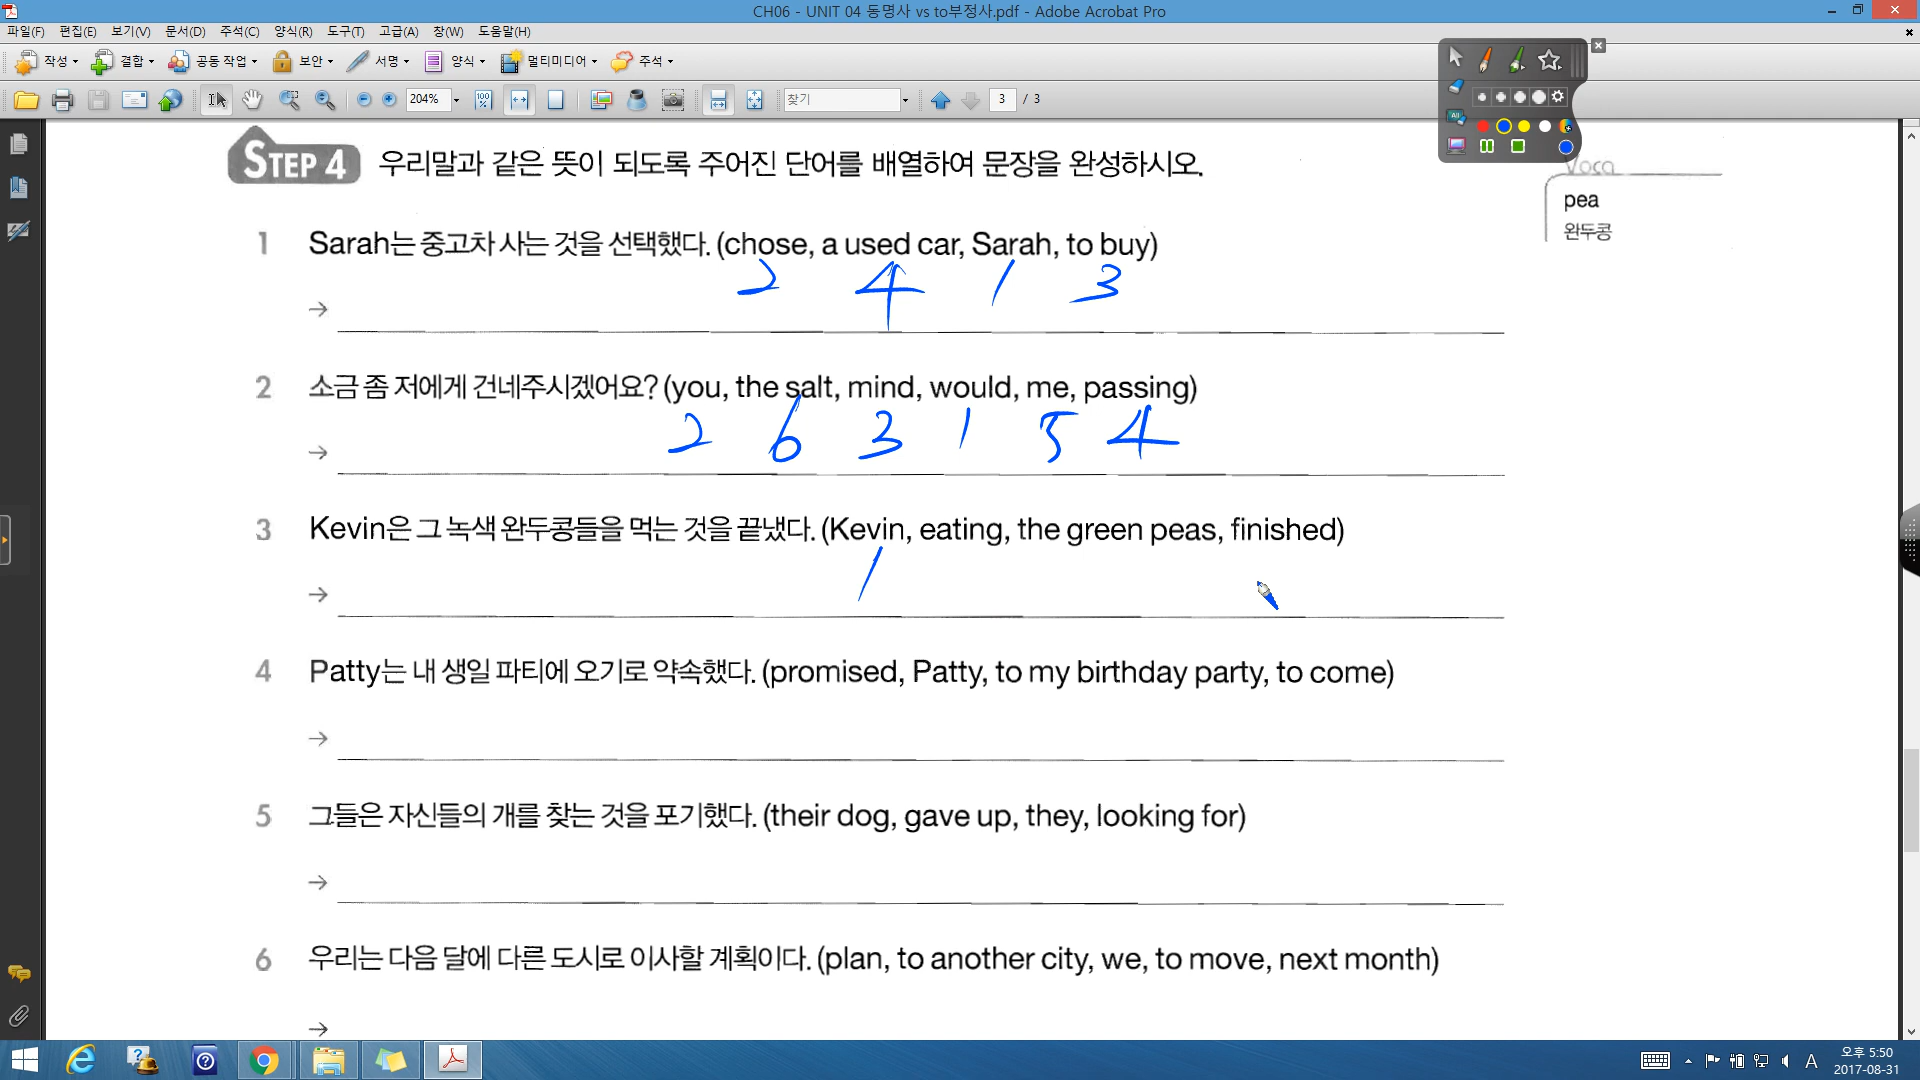 CH06 - UNIT 04 동명사 vs to부정사.pdf - Adobe Acrobat Pro
파일(F) 편집(E) 보기(V) 문서(D) 주석(C) 양식(R) 도구(T) 고급(A) 창(W) 도움말(H)
작성 결합 공동 작업 보안 서명 양식 멀티미디어 주석
204% 찾기 3 / 3
STEP 4 우리말과 같은 뜻이 되도록 주어진 단어를 배열하여 문장을 완성하시오.
Voca
pea
완두콩
1 Sarah는 중고차 사는 것을 선택했다. (chose, a used car, Sarah, to buy)
2 4 1 3
→
2 소금 좀 저에게 건네주시겠어요? (you, the salt, mind, would, me, passing)
2 6 3 1 5 4
→
3 Kevin은 그 녹색 완두콩들을 먹는 것을 끝냈다. (Kevin, eating, the green peas, finished)
1
→
4 Patty는 내 생일 파티에 오기로 약속했다. (promised, Patty, to my birthday party, to come)
→
5 그들은 자신들의 개를 찾는 것을 포기했다. (their dog, gave up, they, looking for)
→
6 우리는 다음 달에 다른 도시로 이사할 계획이다. (plan, to another city, we, to move, next month)
→
A
오후 5:50
2017-08-31